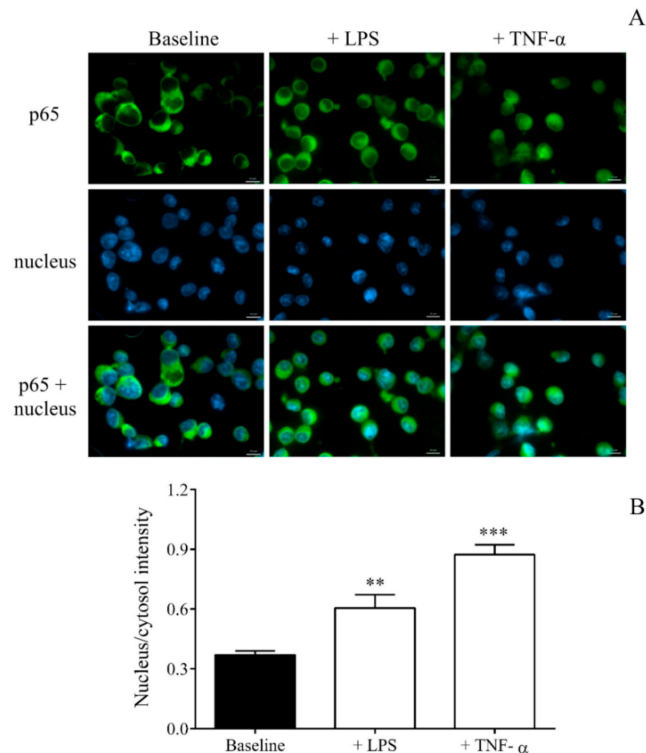 A
Baseline
+ LPS
+ TNF-α
p65
nucleus
p65 +
nucleus
B
Nucleus/cytosol intensity
1.2
0.9
0.6
0.3
0.0
**
***
Baseline
+ LPS
+ TNF- α